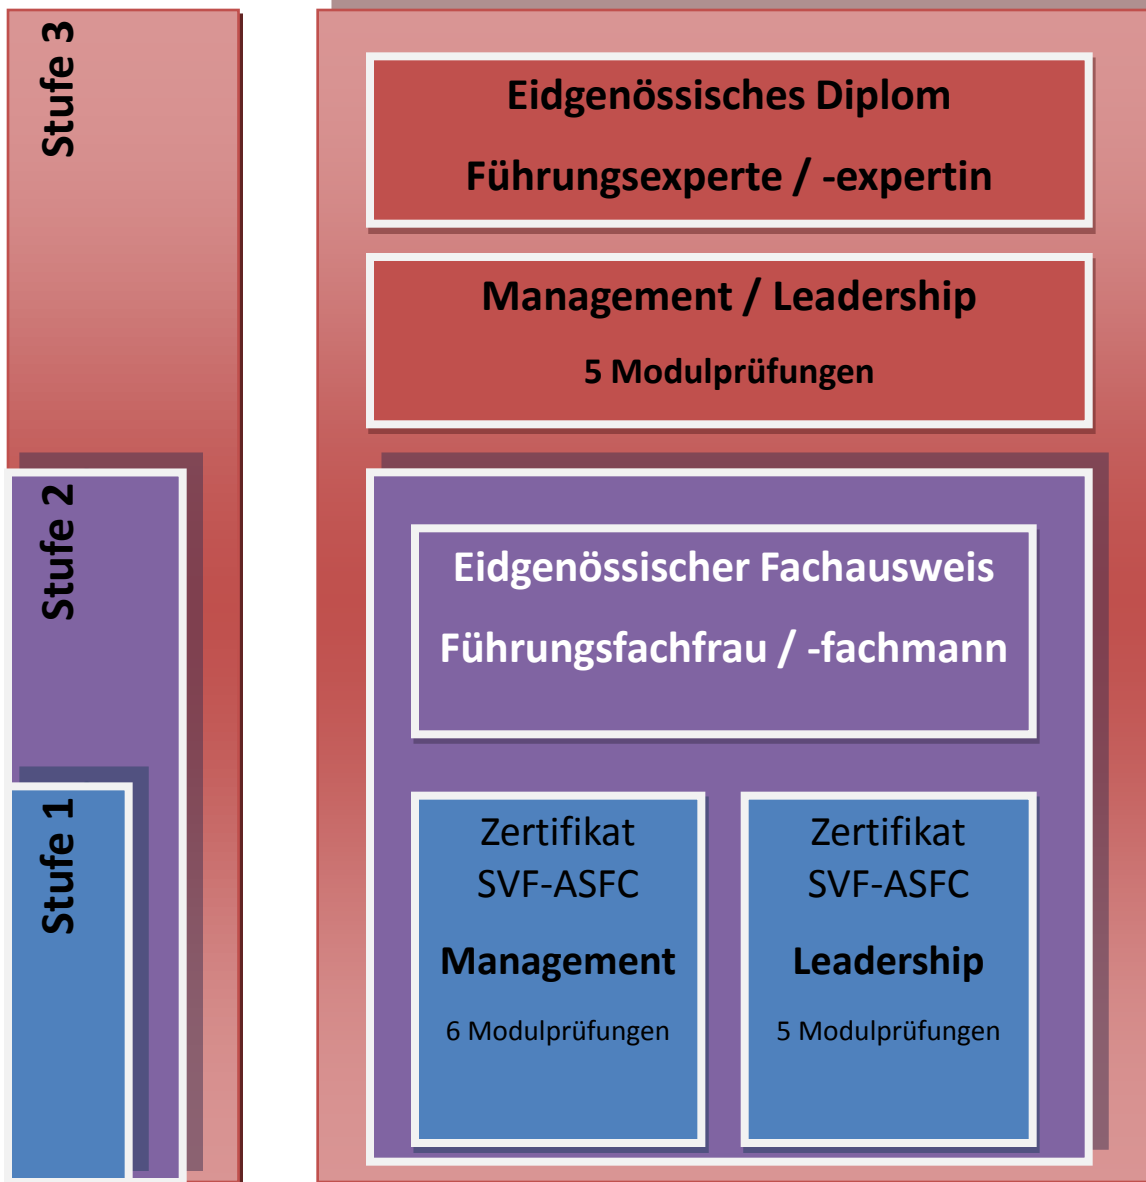 Stufe 3
Eidgenössisches Diplom
Führungsexperte / -expertin
Management / Leadership
5 Modulprüfungen
Stufe 2
Eidgenössischer Fachausweis
Führungsfachfrau / -fachmann
Stufe 1
Zertifikat
SVF-ASFC
Management
6 Modulprüfungen
Zertifikat
SVF-ASFC
Leadership
5 Modulprüfungen